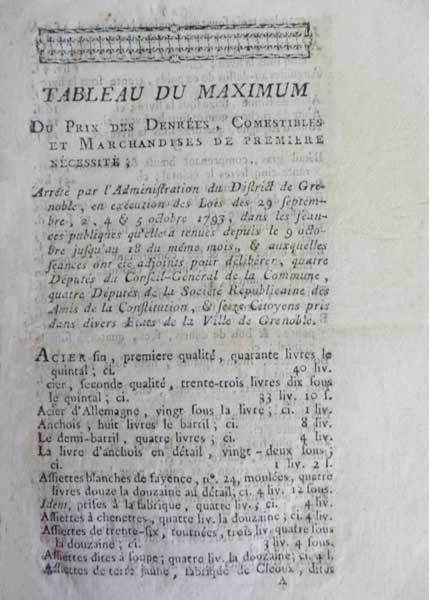 TABLEAU DU MAXIMUM
DU PRIX DES DENRÉES, COMESTIBLES
ET MARCHANDISES DE PREMIERE
NÉCESSITÉ;
Arrêté par l'Administration du District de Gre-
noble, en exécution des Lois des 29 septem-
bre, 2, 4 & 5 octobre 1793, dans les séan-
ces publiques qu'elle a tenues depuis le 9 octo-
bre jusqu'au 18 du même mois, & auxquelles
séances ont été adjoints pour délibérer, quatre
Députés du Conseil-Général de la Commune,
quatre Députés de la Société Républicaine des
Amis de la Constitution, & seize Citoyens pris
dans divers Etats de la Ville de Grenoble.
ACIER fin, premiere qualité, quarante livres le
quintal; ci. 40 liv.
cier, seconde qualité, trente-trois livres dix sous
le quintal; ci. 33 liv. 10 s.
Acier d'Allemagne, vingt sous la livre; ci. 1 liv.
Anchois, huit livres le barril; ci. 8 liv.
Le demi-barril, quatre livres; ci. 4 liv.
La livre d'anchois en détail, vingt-deux sous;
ci. 1 liv. 2 s.
Assiettes blanches de fayence, n°. 24, moulées, quatre
livres douze la douzaine au détail; ci. 4 liv. 12 sous.
Idem, prises à la fabrique, quatre liv.; ci. 4 liv.
Assiettes à chenettes, quatre liv. la douzaine; ci. 4 liv.
Assiettes de trente-six, tournées, trois liv. quatre sous
la douzaine; ci. 3 liv. 4 sous.
Assiettes dites à soupe; quatre liv. la douzaine; ci. 4 l.
Assiettes de terre jaune, fabrique de Cleoux, dites
A